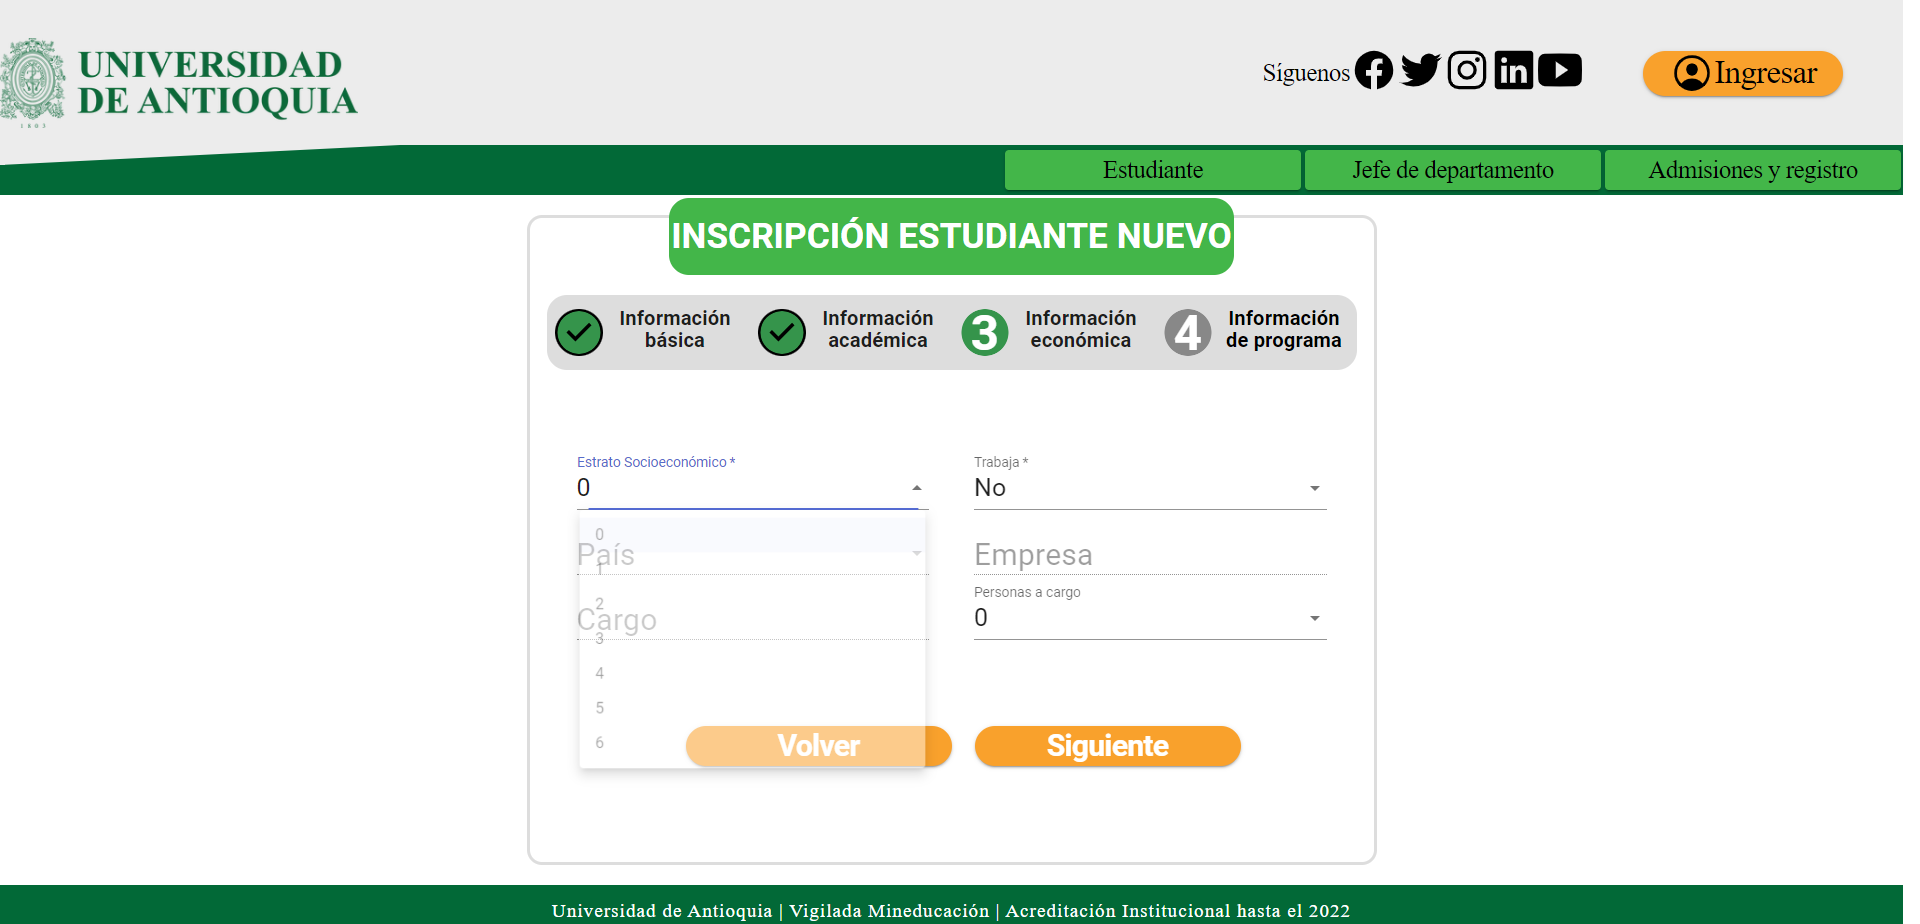 UNIVERSIDAD
DE ANTIOQUIA
1803
Síguenos
Ingresar
Estudiante
Jefe de departamento
Admisiones y registro
INSCRIPCIÓN ESTUDIANTE NUEVO
Información
básica
Información
académica
3
Información
económica
4
Información
de programa
Estrato Socioeconómico *
0
Trabaja *
No
0
1
2
3
4
5
6
País
Empresa
Cargo
Personas a cargo
0
Volver
Siguiente
Universidad de Antioquia | Vigilada Mineducación | Acreditación Institucional hasta el 2022